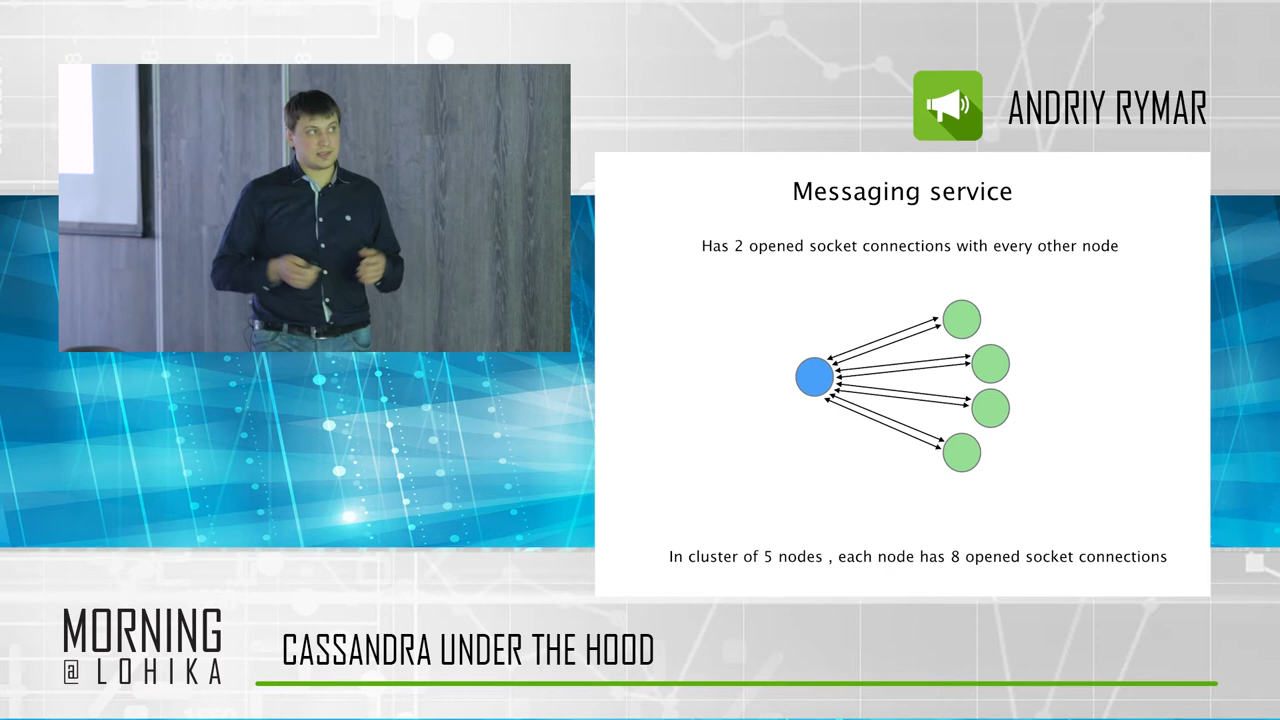 ANDRIY RYMAR
Messaging service
Has 2 opened socket connections with every other node
In cluster of 5 nodes , each node has 8 opened socket connections
MORNING
@ LOHIKA
CASSANDRA UNDER THE HOOD